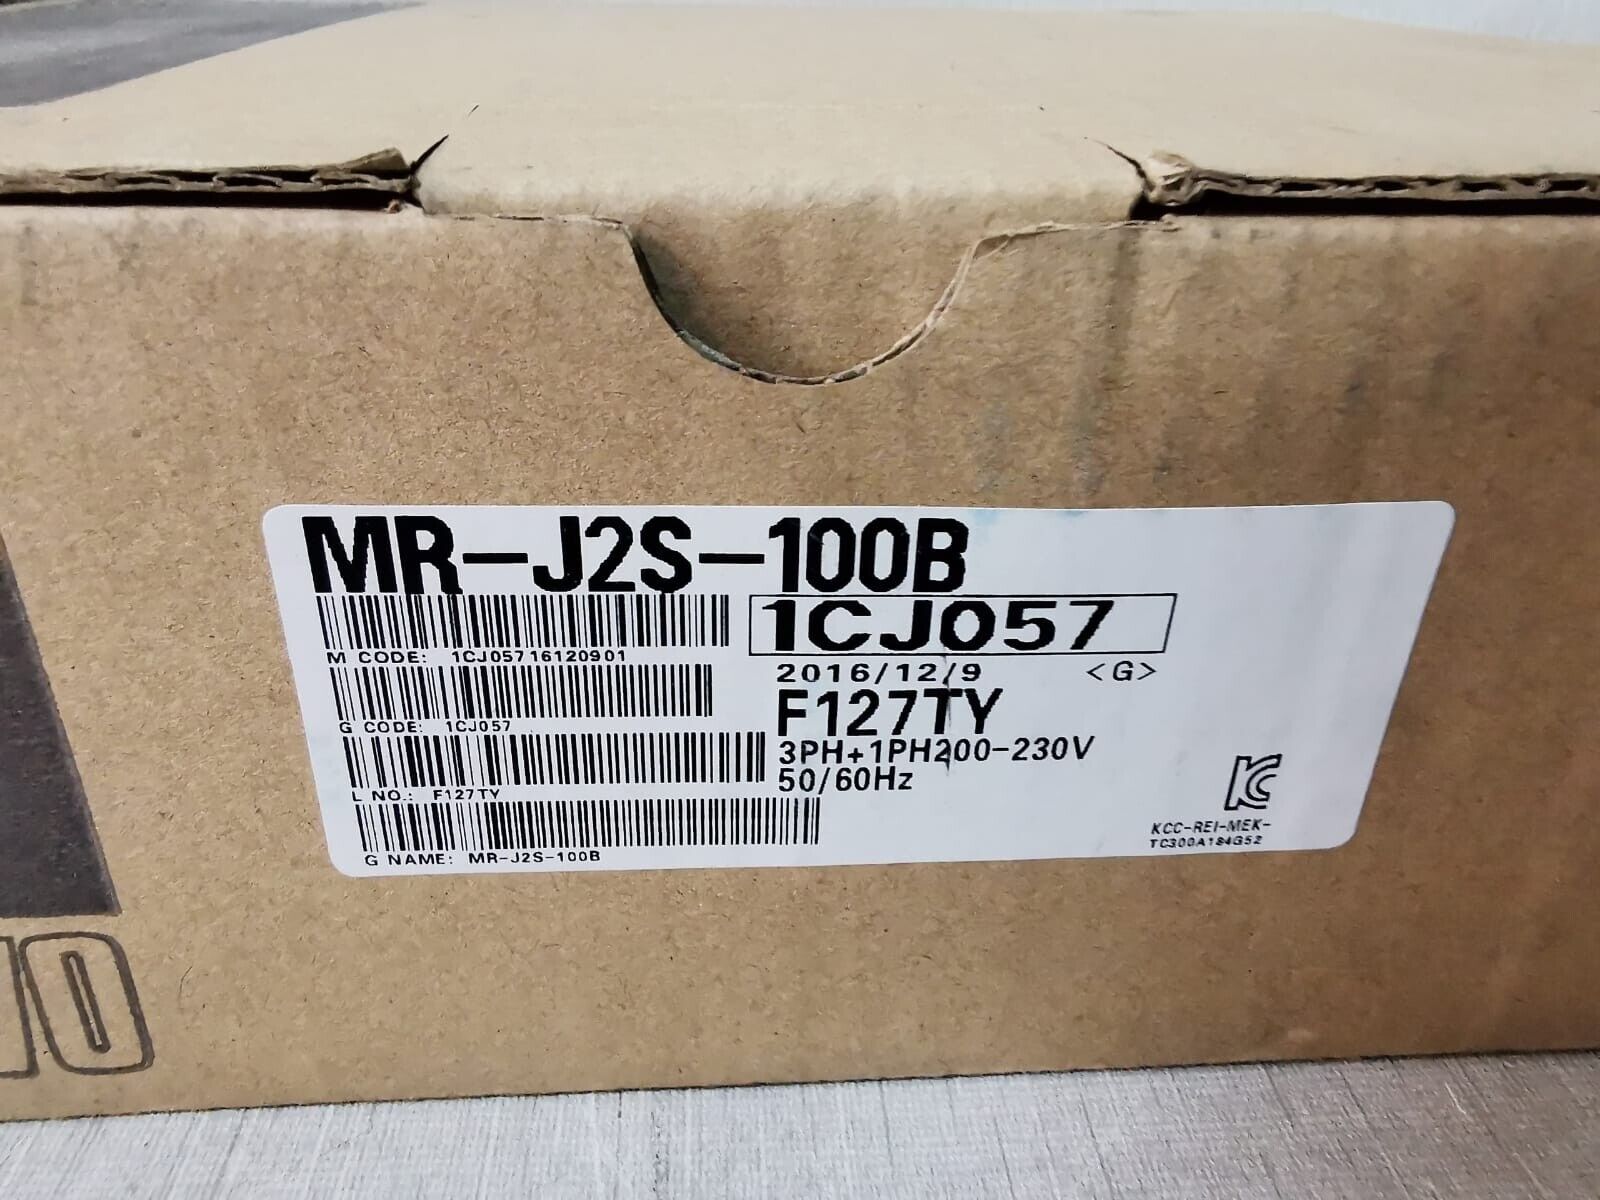 MR-J2S-100B
1CJ057
M CODE: 1CJ05716120901
2016/12/9 <G>
G CODE: 1CJ057
F127TY
3PH+1PH200-230V
50/60Hz
L NO.: F127TY
G NAME: MR-J2S-100B
KCC-REI-MEK-
TC300A184G52